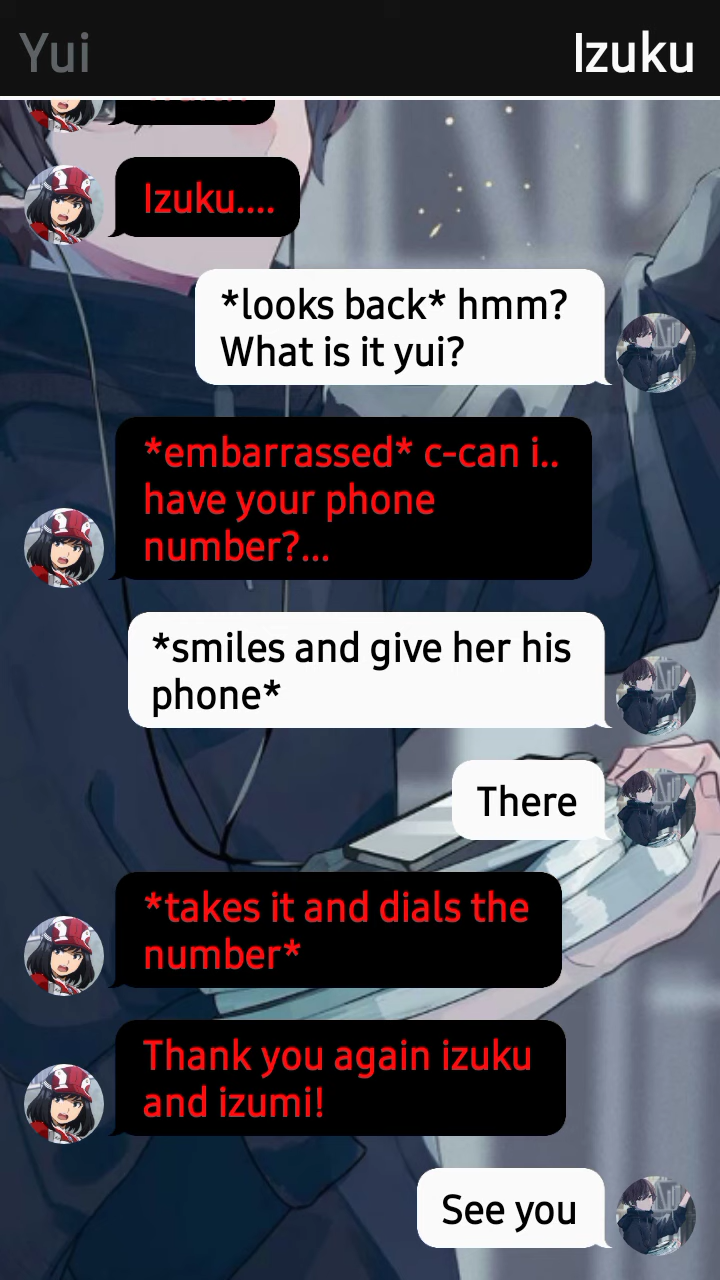 Yui
Izuku
Izuku....
*looks back* hmm?
What is it yui?
*embarrassed* c-can i..
have your phone
number?...
*smiles and give her his
phone*
There
*takes it and dials the
number*
Thank you again izuku
and izumi!
See you